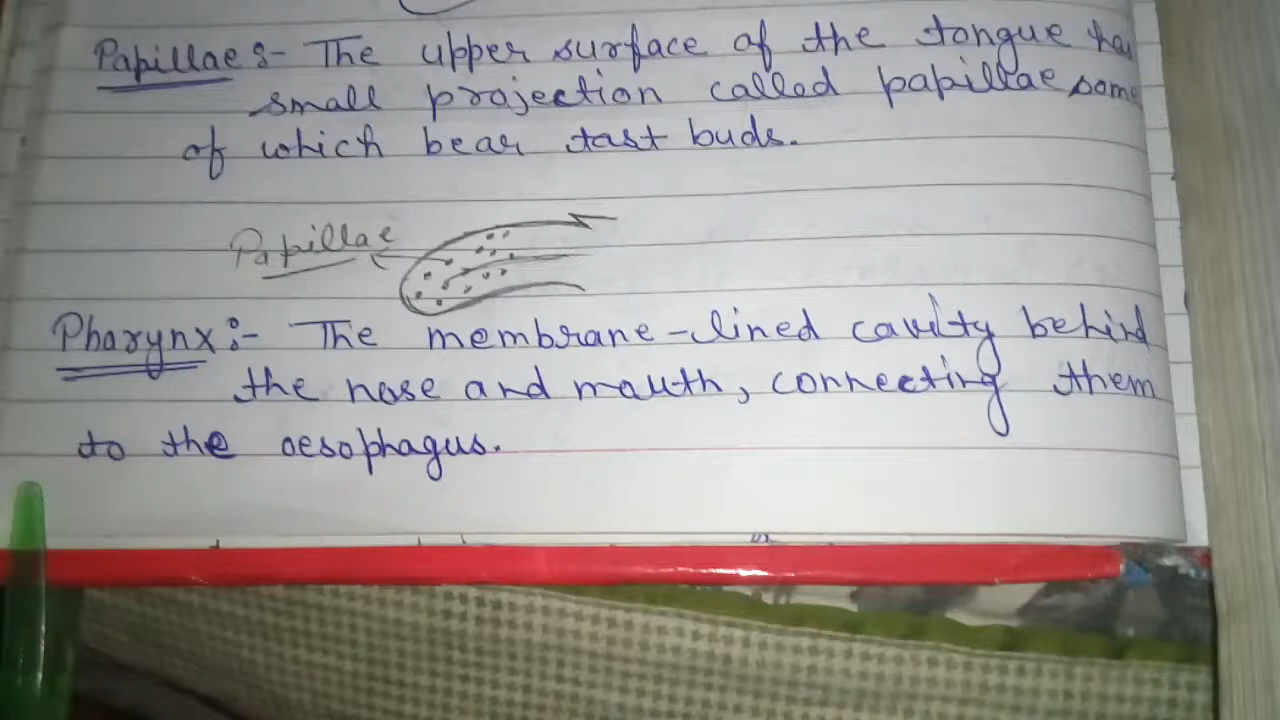 Papillae :- The upper surface of the tongue has
small projection called papillae some
of which bear tast buds.
Papillae
Pharynx :- The membrane-lined cavity behind
the nose and mouth, connecting them
to the oesophagus.